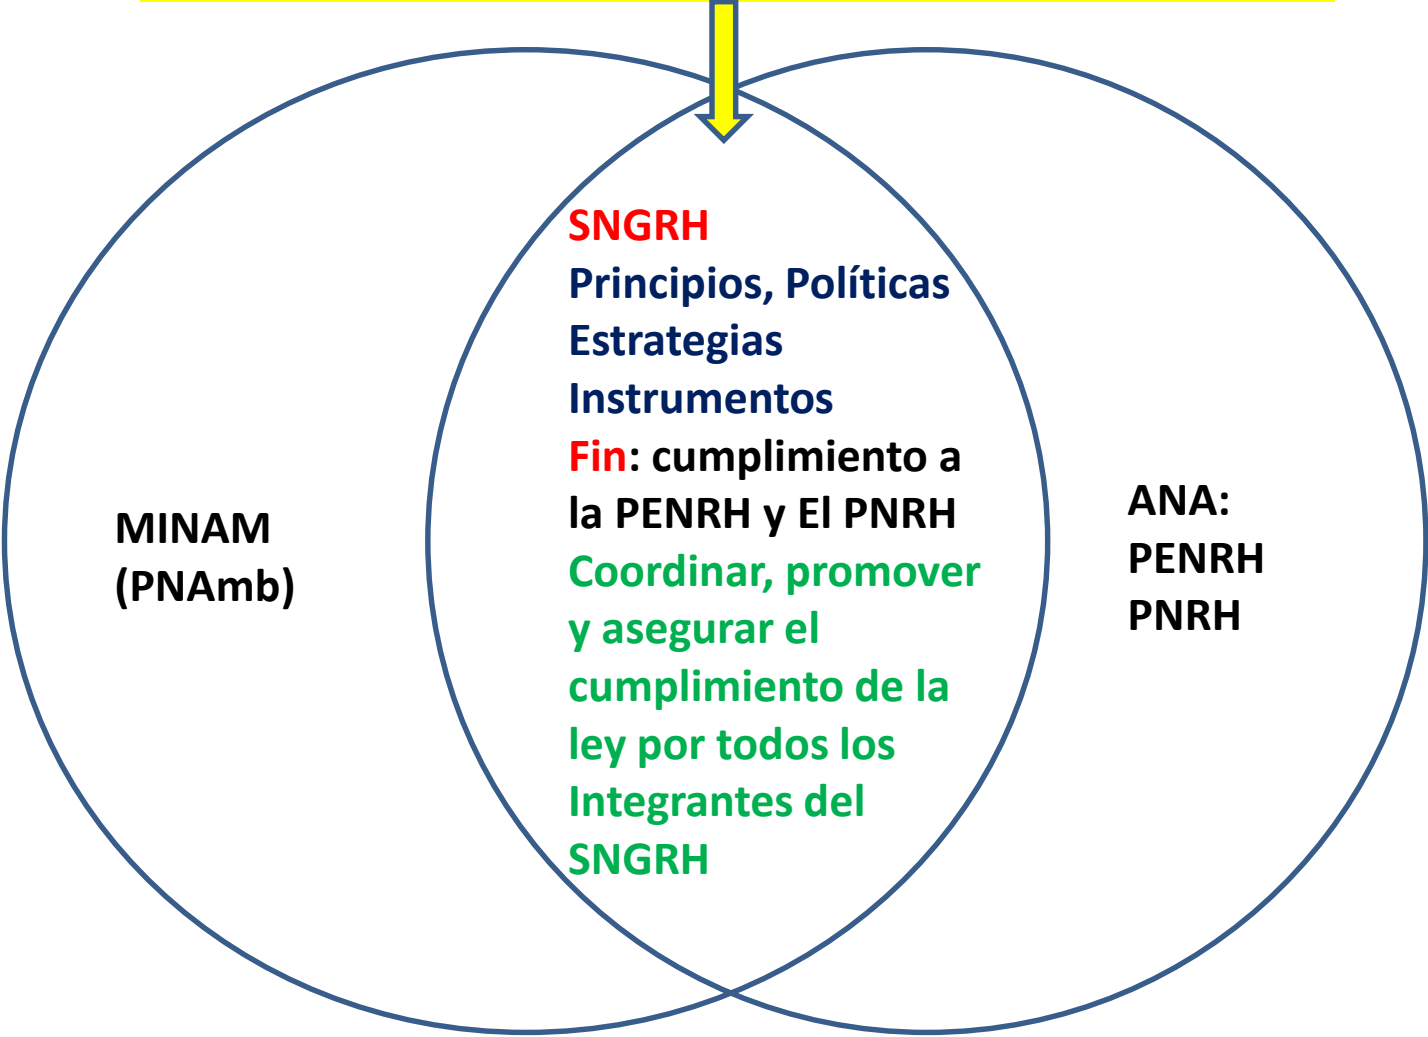 MINAM
(PNAmb)
SNGRH
Principios, Políticas
Estrategias
Instrumentos
Fin: cumplimiento a
la PENRH y El PNRH
Coordinar, promover
y asegurar el
cumplimiento de la
ley por todos los
Integrantes del
SNGRH
ANA:
PENRH
PNRH